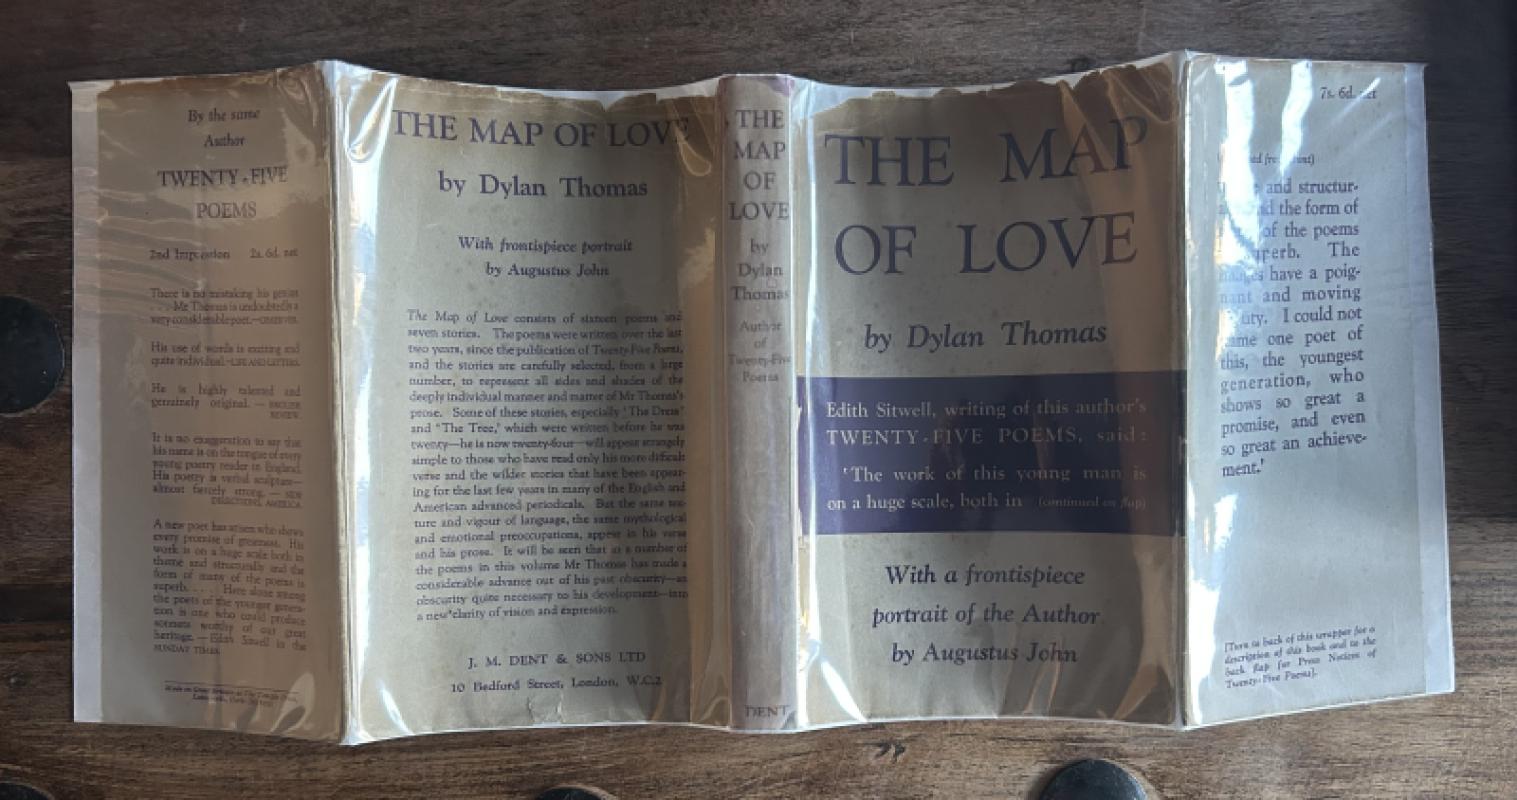 By the same
Author
TWENTY-FIVE
POEMS
2nd Impression 2s. 6d. net
There is no mistaking his genius
. . . Mr Thomas is undoubtedly a
very considerable poet.—OBSERVER.
His use of words is exciting and
quite individual.—LIFE AND LETTERS.
He is highly talented and
genuinely original. —
REVIEW.
It is no exaggeration to say that
his name is on the tongue of every
young poetry reader in England.
His poetry is verbal sculpture—
almost fiercely strong. — NEW
DIRECTIONS, AMERICA.
A new poet has arisen who shows
every promise of greatness. His
work is on a huge scale both in
theme and structurally and the
form of many of the poems is
superb. . . . Here alone among
the poets of the younger genera-
tion is one who could produce
sonnets worthy of our great
heritage. — Edith Sitwell in the
SUNDAY TIMES.
Made in Great Britain at The Temple Press
THE MAP OF LOVE
by Dylan Thomas
With frontispiece portrait
by Augustus John
The Map of Love consists of sixteen poems and
seven stories. The poems were written over the last
two years, since the publication of Twenty-Five Poems,
and the stories are carefully selected, from a large
number, to represent all sides and shades of the
deeply individual manner and matter of Mr Thomas's
prose. Some of these stories, especially 'The Dress'
and 'The Tree,' which were written before he was
twenty—he is now twenty-four—will appear strangely
simple to those who have read only his more difficult
verse and the wilder stories that have been appear-
ing for the last few years in many of the English and
American advanced periodicals. But the same tex-
ture and vigour of language, the same mythological
and emotional preoccupations, appear in his verse
and his prose. It will be seen that in a number of
the poems in this volume Mr Thomas has made a
considerable advance out of his past obscurity—an
obscurity quite necessary to his development—into
a new clarity of vision and expression.
J. M. DENT & SONS LTD
10 Bedford Street, London, W.C.2
THE
MAP
OF
LOVE
by
Dylan
Thomas
Author
of
Twenty-Five
Poems
DENT
THE MAP
OF LOVE
by Dylan Thomas
Edith Sitwell, writing of this author's
TWENTY-FIVE POEMS, said:
'The work of this young man is
on a huge scale, both in (continued on flap)
With a frontispiece
portrait of the Author
by Augustus John
7s. 6d. net
and structur-
the form of
of the poems
superb. The
have a poig-
nant and moving
I could not
name one poet of
this, the youngest
generation, who
shows so great a
promise, and even
so great an achieve-
ment.'
[Turn to back of this wrapper for a
description of this book and to the
back flap for Press Notices of
Twenty-Five Poems].